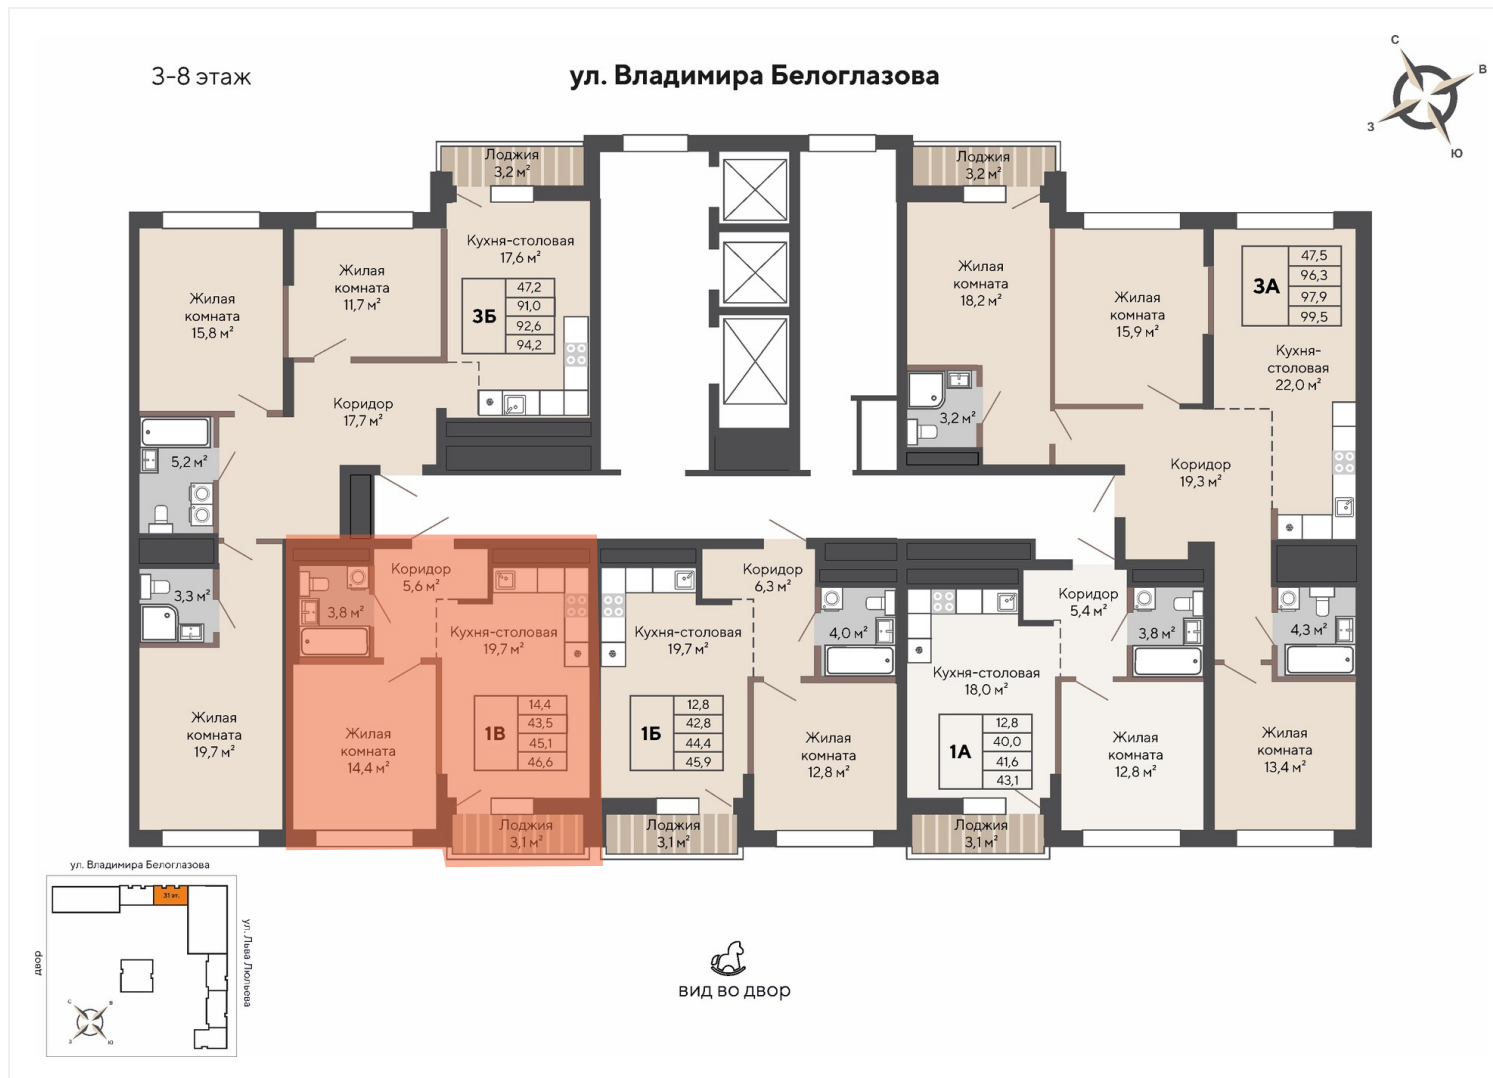 3-8 этаж
ул. Владимира Белоглазова
С
В
З
Ю
Лоджия
3,2 м²
Лоджия
3,2 м²
Кухня-столовая
17,6 м²
3Б
47,2
91,0
92,6
94,2
Жилая
комната
11,7 м²
Жилая
комната
15,8 м²
Коридор
17,7 м²
5,2 м²
3,3 м²
Жилая
комната
19,7 м²
Жилая
комната
18,2 м²
3,2 м²
Жилая
комната
15,9 м²
3А
47,5
96,3
97,9
99,5
Кухня-
столовая
22,0 м²
Коридор
19,3 м²
4,3 м²
Жилая
комната
13,4 м²
Коридор
5,6 м²
3,8 м²
Кухня-столовая
19,7 м²
1В
14,4
43,5
45,1
46,6
Жилая
комната
14,4 м²
Лоджия
3,1 м²
Коридор
6,3 м²
4,0 м²
Кухня-столовая
19,7 м²
1Б
12,8
42,8
44,4
45,9
Жилая
комната
12,8 м²
Лоджия
3,1 м²
Коридор
5,4 м²
3,8 м²
Кухня-столовая
18,0 м²
1А
12,8
40,0
41,6
43,1
Жилая
комната
12,8 м²
Лоджия
3,1 м²
ул. Владимира Белоглазова
31 эт.
двор
ул. Льва Люльева
С
В
З
Ю
вид во двор